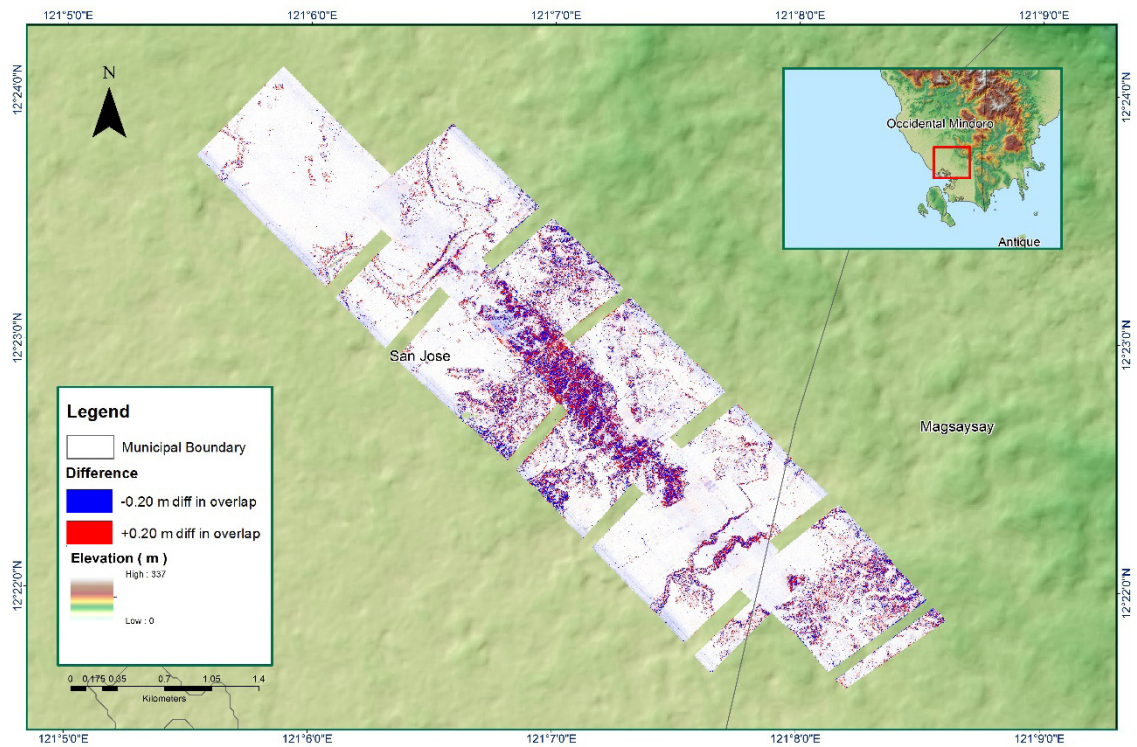 121°5'0"E 121°6'0"E 121°7'0"E 121°8'0"E 121°9'0"E
12°24'0"N
12°24'0"N
N
Occidental Mindoro
Antique
12°23'0"N
12°23'0"N
San Jose
Magsaysay
Legend
Municipal Boundary
Difference
-0.20 m diff in overlap
+0.20 m diff in overlap
Elevation ( m )
High : 337
Low : 0
12°22'0"N
12°22'0"N
0 0.175 0.35 0.7 1.05 1.4
Kilometers
121°5'0"E 121°6'0"E 121°7'0"E 121°8'0"E 121°9'0"E